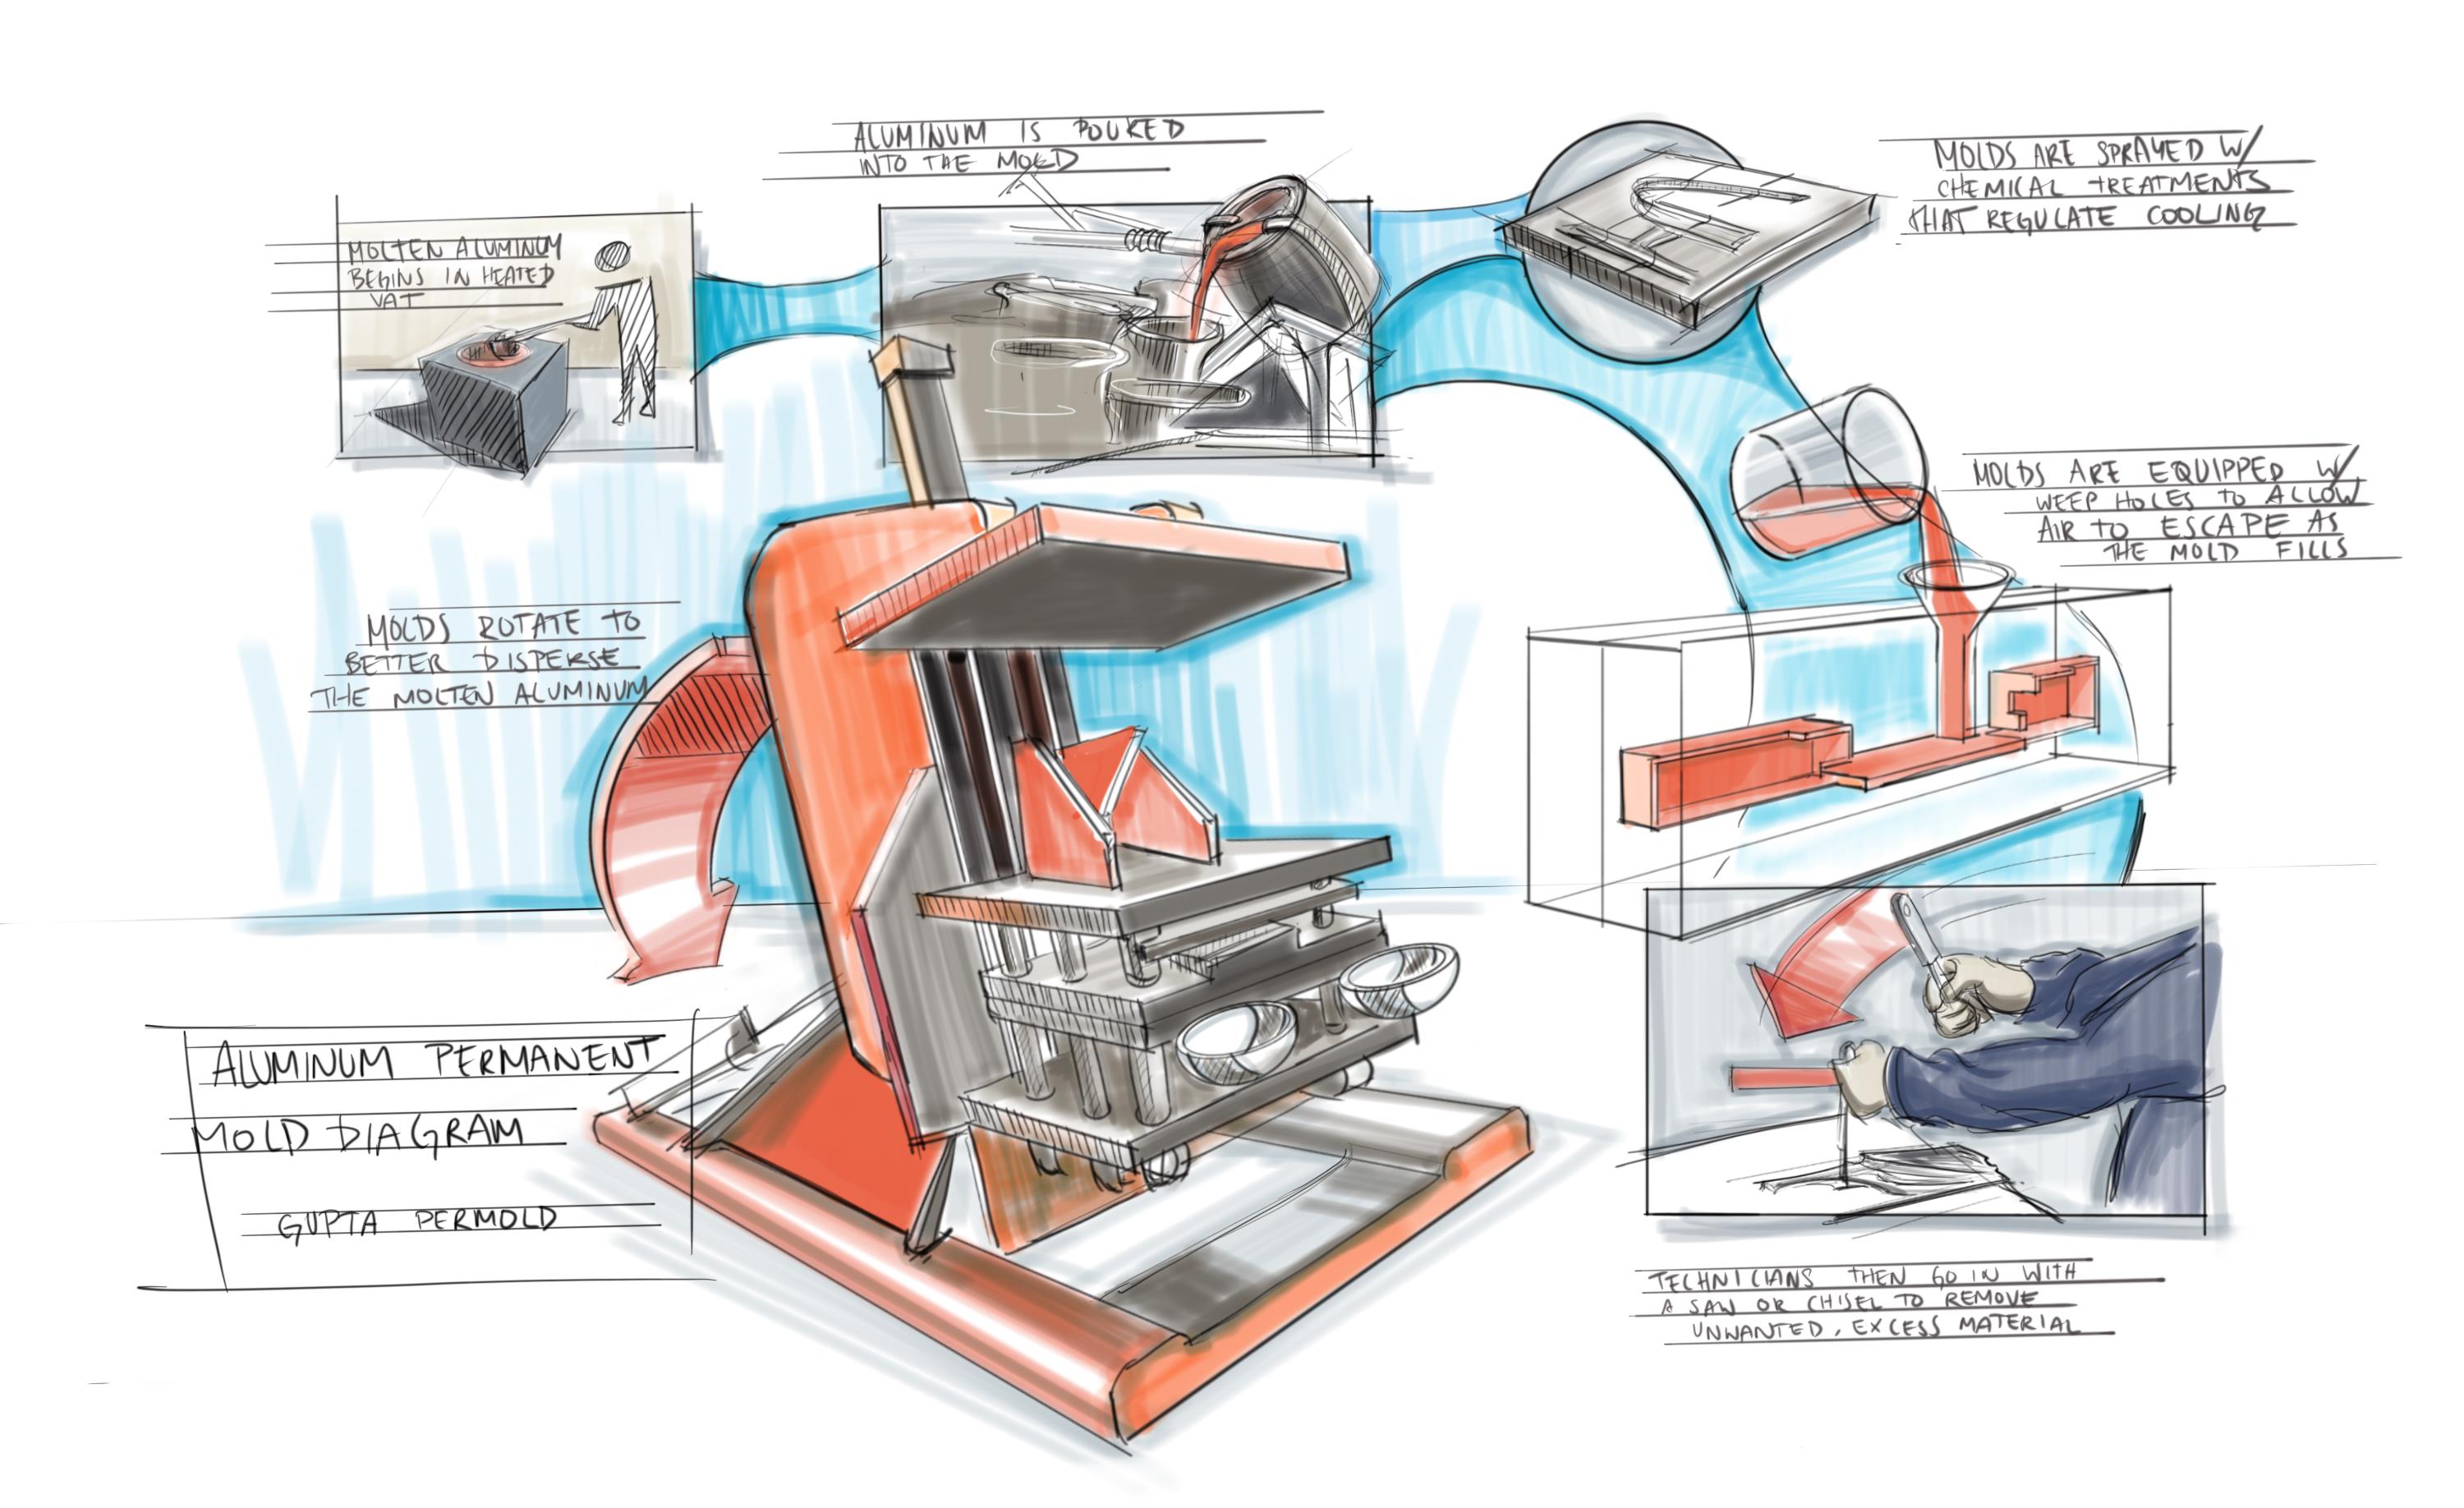 ALUMINUM IS POURED
INTO THE MOLD
MOLDS ARE SPRAYED W/
CHEMICAL TREATMENTS
THAT REGULATE COOLING
MOLTEN ALUMINUM
BEGINS IN HEATED
VAT
MOLDS ARE EQUIPPED W/
WEEP HOLES TO ALLOW
AIR TO ESCAPE AS
THE MOLD FILLS
MOLDS ROTATE TO
BETTER DISPERSE
THE MOLTEN ALUMINUM
ALUMINUM PERMANENT
MOLD DIAGRAM
GUPTA PERMOLD
TECHNICIANS THEN GO IN WITH
A SAW OR CHISEL TO REMOVE
UNWANTED, EXCESS MATERIAL